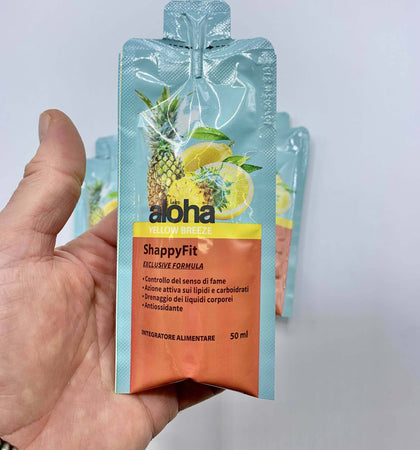 aloha
YELLOW BREEZE
ShappyFit
EXCLUSIVE FORMULA
•Controllo del senso di fame
•Azione attiva sui lipidi e carboidrati
•Drenaggio dei liquidi corporei
•Antiossidante
INTEGRATORE ALIMENTARE 50 ml